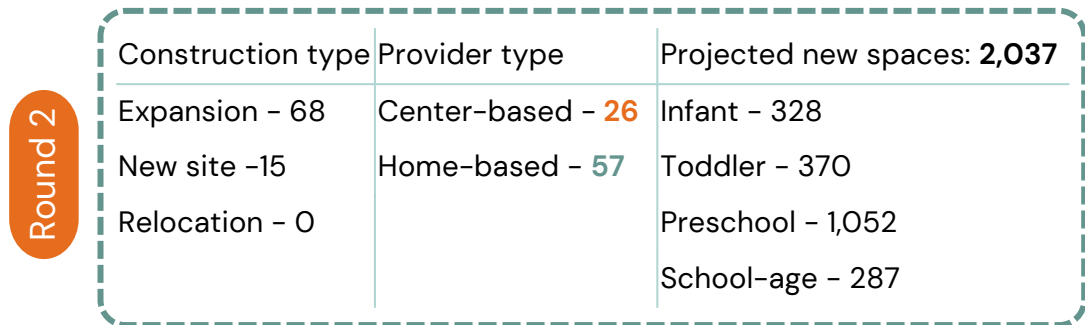 Round 2
Construction type Provider type Projected new spaces: 2,037
Expansion - 68 Center-based - 26 Infant - 328
New site -15 Home-based - 57 Toddler - 370
Relocation - 0 Preschool - 1,052
School-age - 287